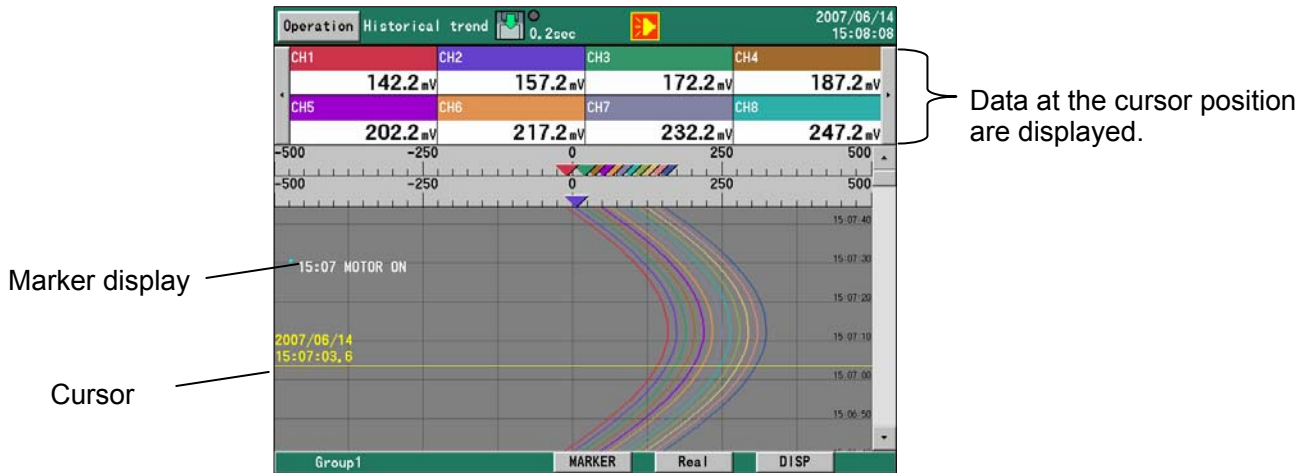 Operation Historical trend 0.2sec 2007/06/14
15:08:08
CH1 CH2 CH3 CH4
142.2mV 157.2mV 172.2mV 187.2mV
CH5 CH6 CH7 CH8
202.2mV 217.2mV 232.2mV 247.2mV
Data at the cursor position
are displayed.
-500 -250 0 250 500
-500 -250 0 250 500
15:07:40
15:07:30
15:07 MOTOR ON
Marker display
15:07:20
15:07:10
2007/06/14
15:07:03.6
Cursor
15:07:00
15:06:50
Group1 MARKER Real DISP